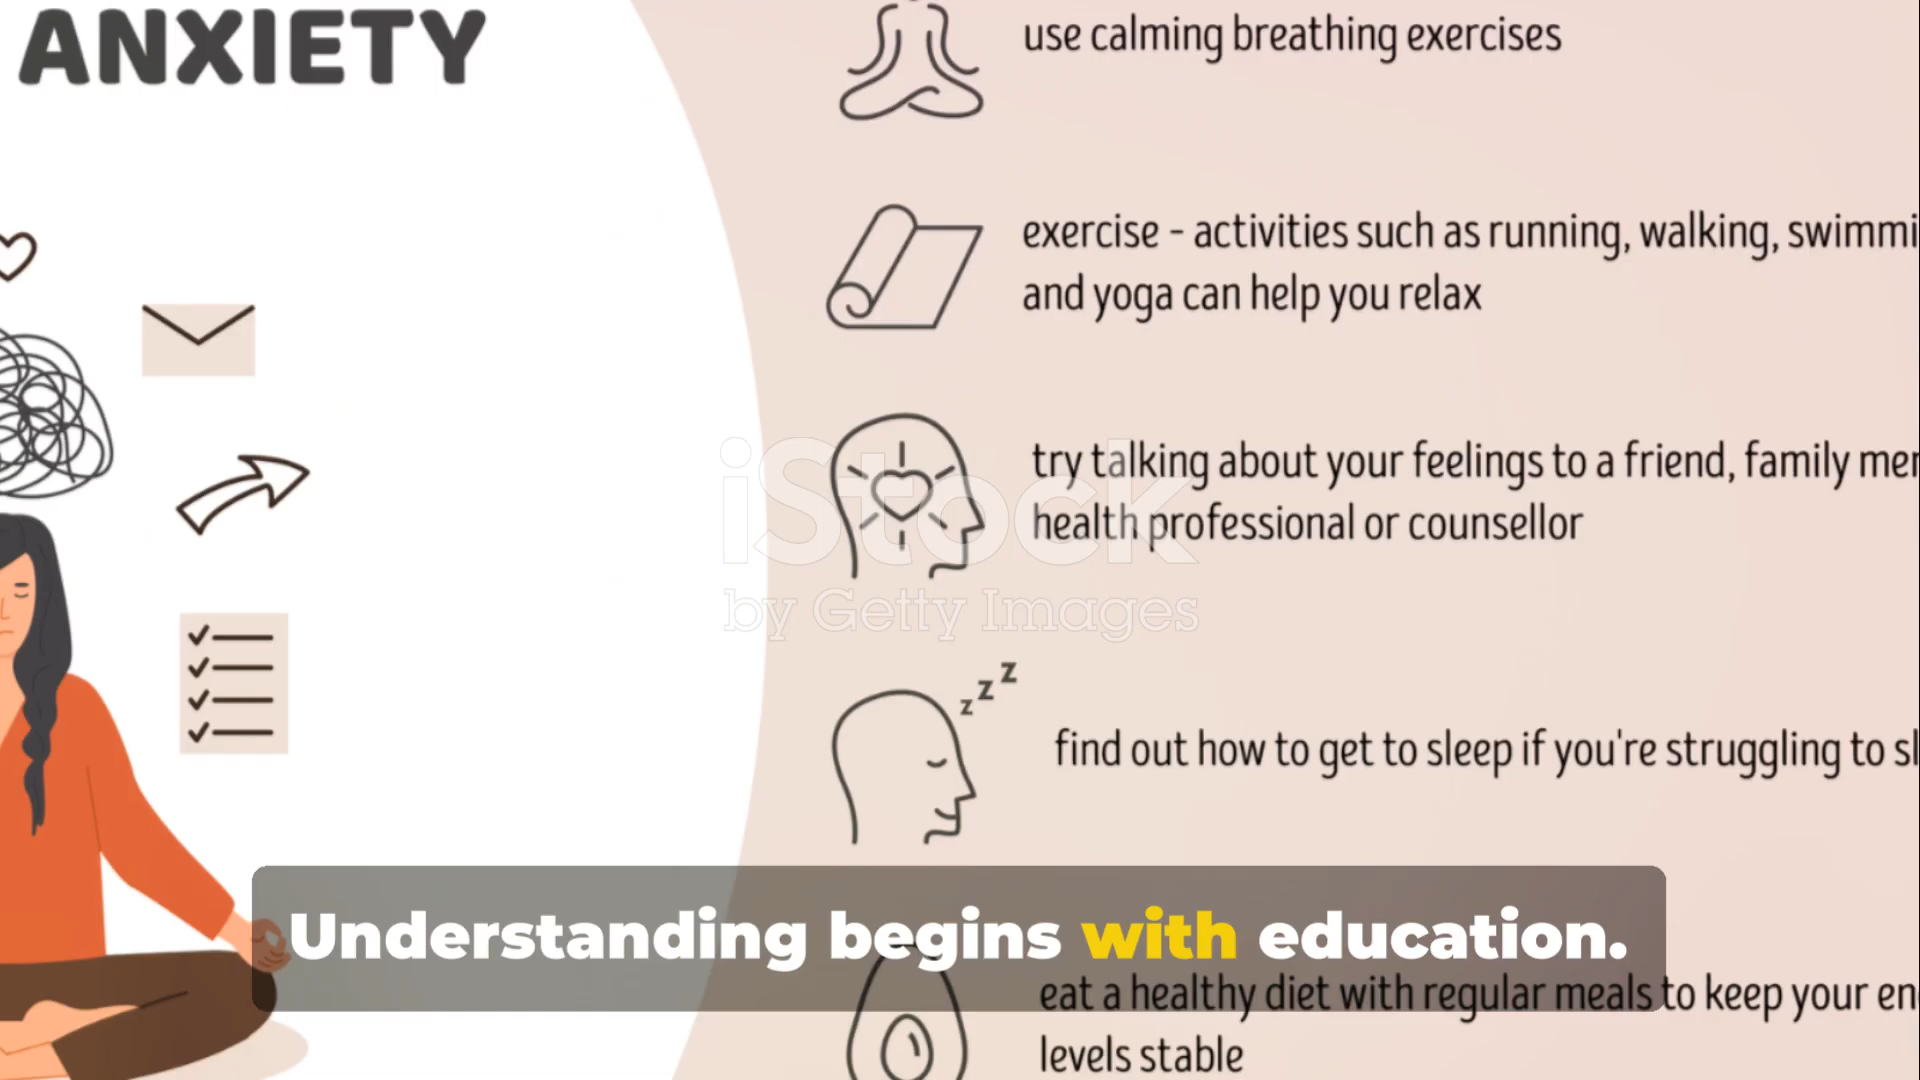 ANXIETY
use calming breathing exercises
exercise - activities such as running, walking, swimmi
and yoga can help you relax
try talking about your feelings to a friend, family mer
health professional or counsellor
iStock
by Getty Images
z z z
find out how to get to sleep if you're struggling to sl
Understanding begins with education.
eat a healthy diet with regular meals to keep your en
levels stable